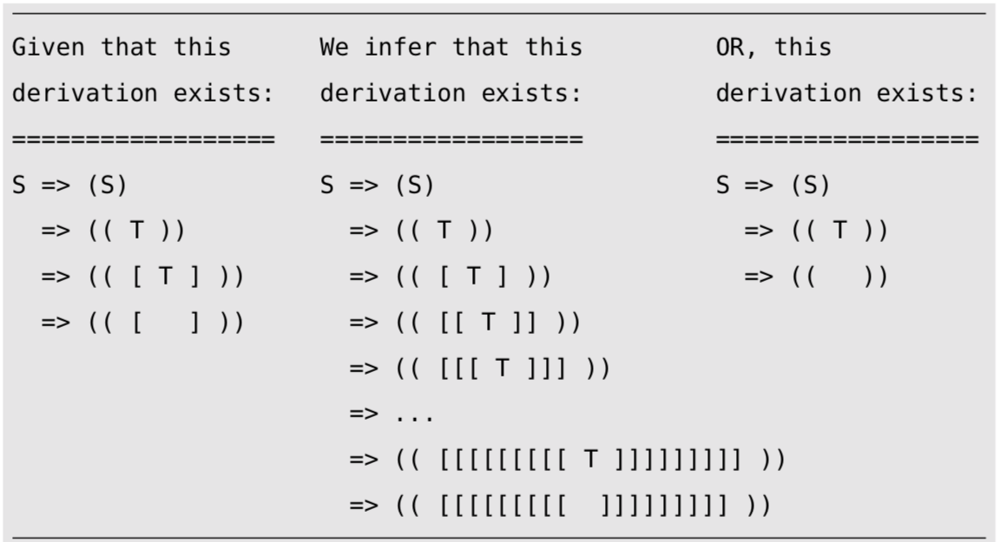 Given that this We infer that this OR, this
derivation exists: derivation exists: derivation exists:
================== ================== ==================
S => (S) S => (S) S => (S)
=> (( T )) => (( T )) => (( T ))
=> (( [ T ] )) => (( [ T ] )) => (( ))
=> (( [ ] )) => (( [[ T ]] ))
=> (( [[[ T ]]] ))
=> ...
=> (( [[[[[[[[[ T ]]]]]]]]] ))
=> (( [[[[[[[[[ ]]]]]]]]] ))